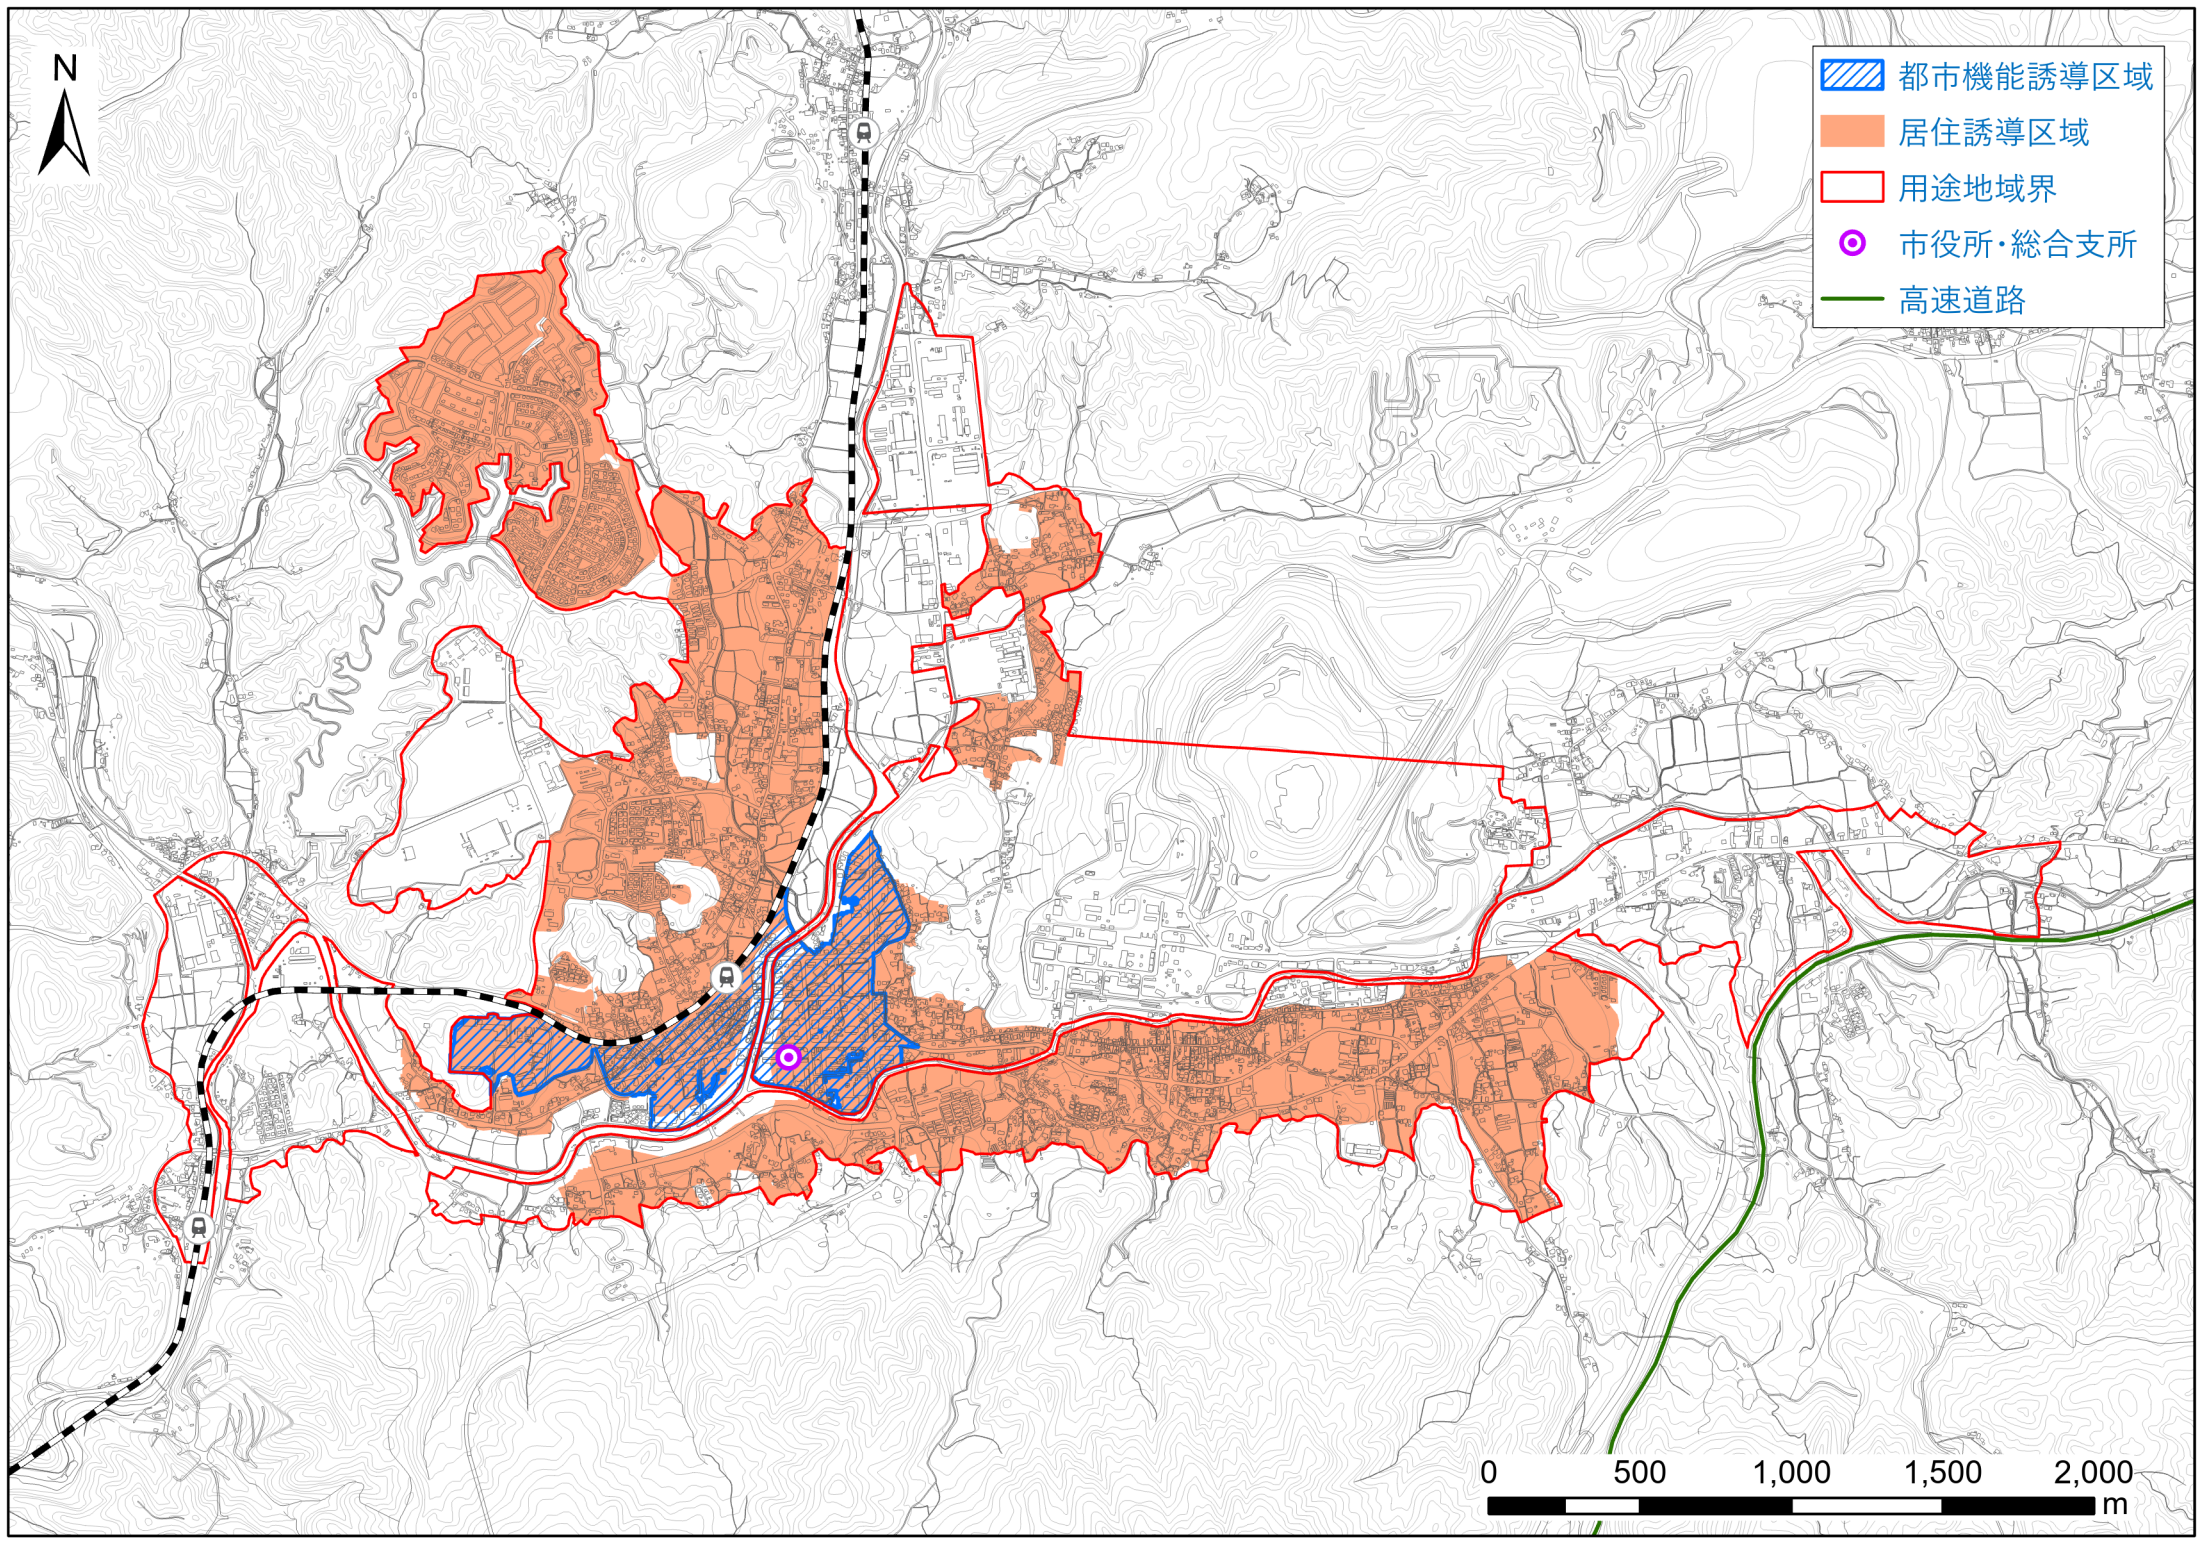 N
都市機能誘導区域
居住誘導区域
用途地域界
市役所・総合支所
高速道路
0 500 1,000 1,500 2,000
m